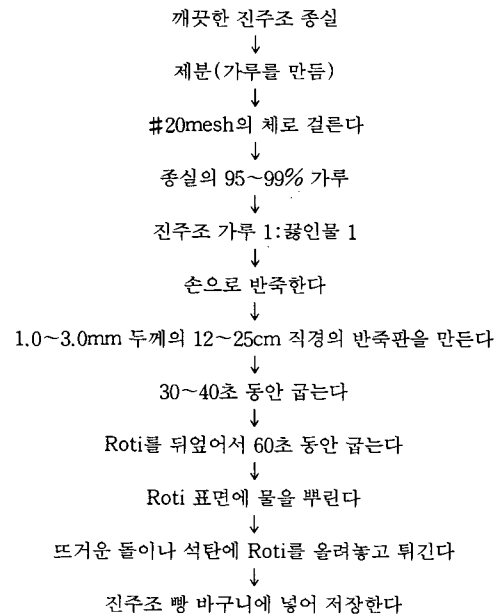 깨끗한 진주조 종실
↓
제분(가루를 만듬)
↓
#20mesh의 체로 걸른다
↓
종실의 95~99% 가루
↓
진주조 가루 1:끓인물 1
↓
손으로 반죽한다
↓
1.0~3.0mm 두께의 12~25cm 직경의 반죽판을 만든다
↓
30~40초 동안 굽는다
↓
Roti를 뒤엎어서 60초 동안 굽는다
↓
Roti 표면에 물을 뿌린다
↓
뜨거운 돌이나 석탄에 Roti를 올려놓고 튀긴다
↓
진주조 빵 바구니에 넣어 저장한다